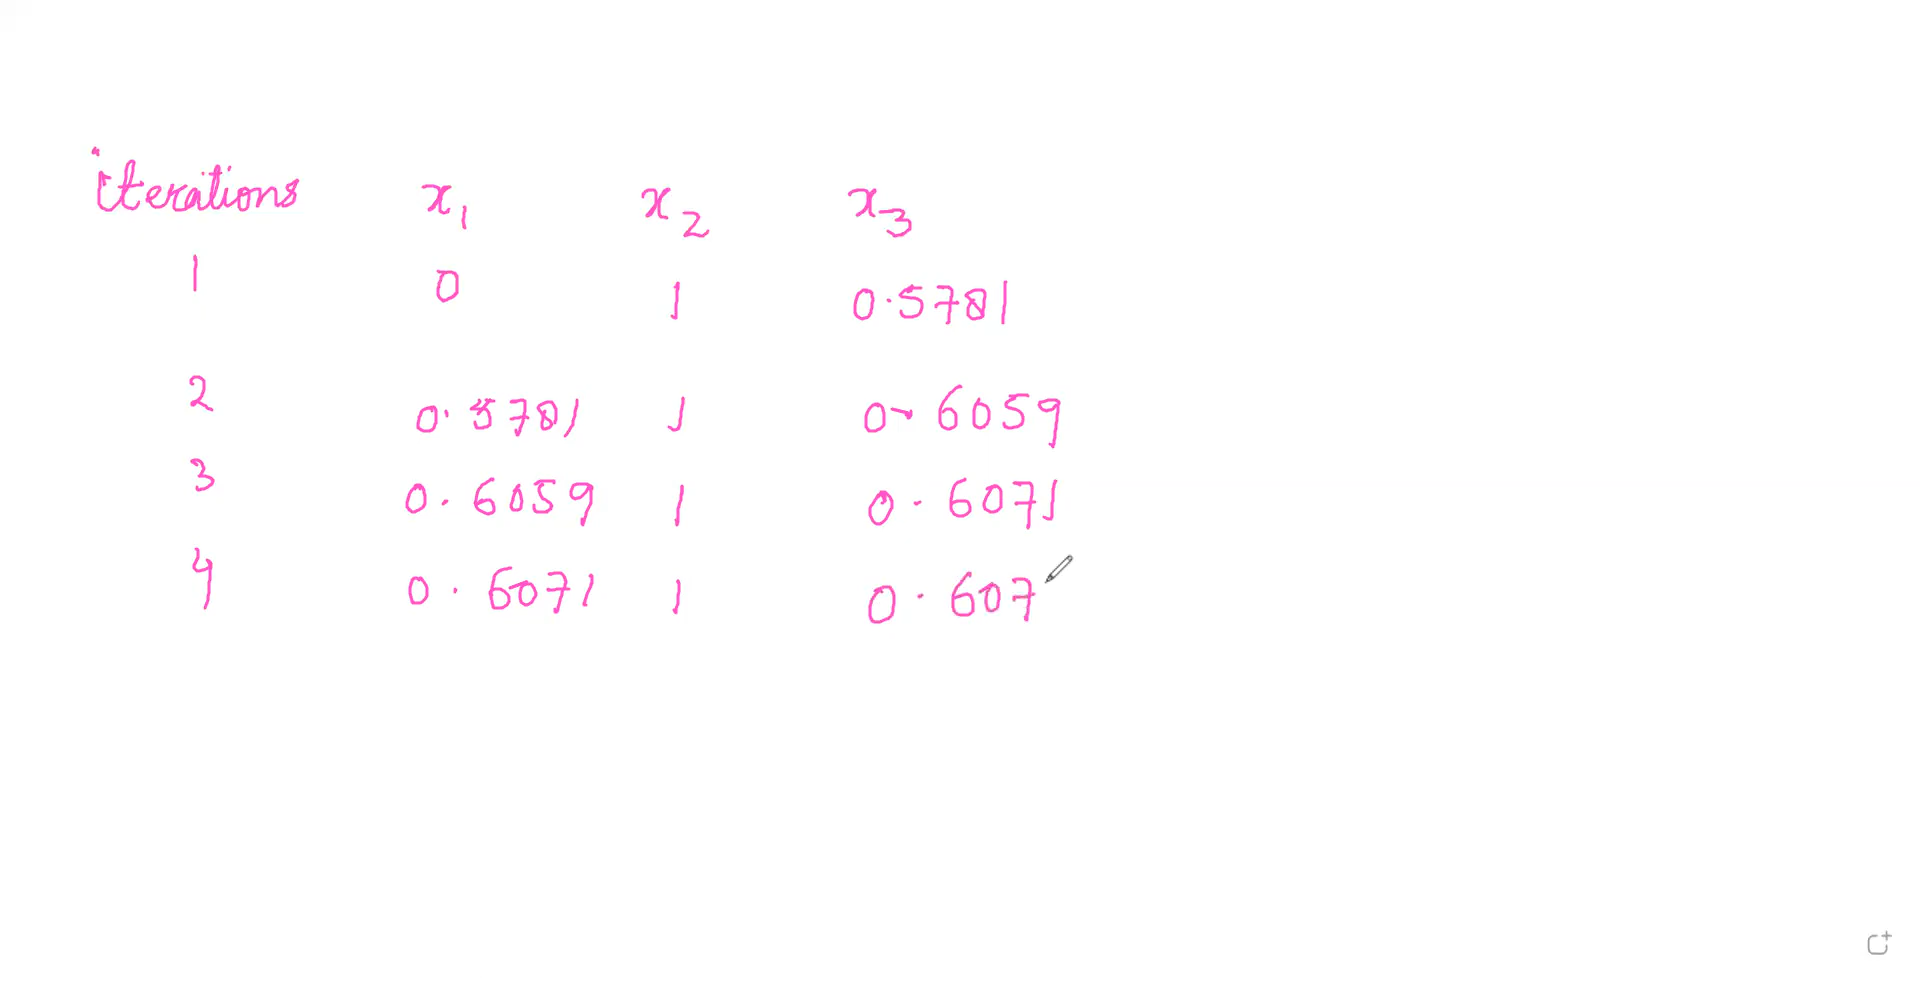 iterations x₁ x₂ x₃
1 0 1 0.5781
2 0.5781 1 0.6059
3 0.6059 1 0.6071
4 0.6071 1 0.607